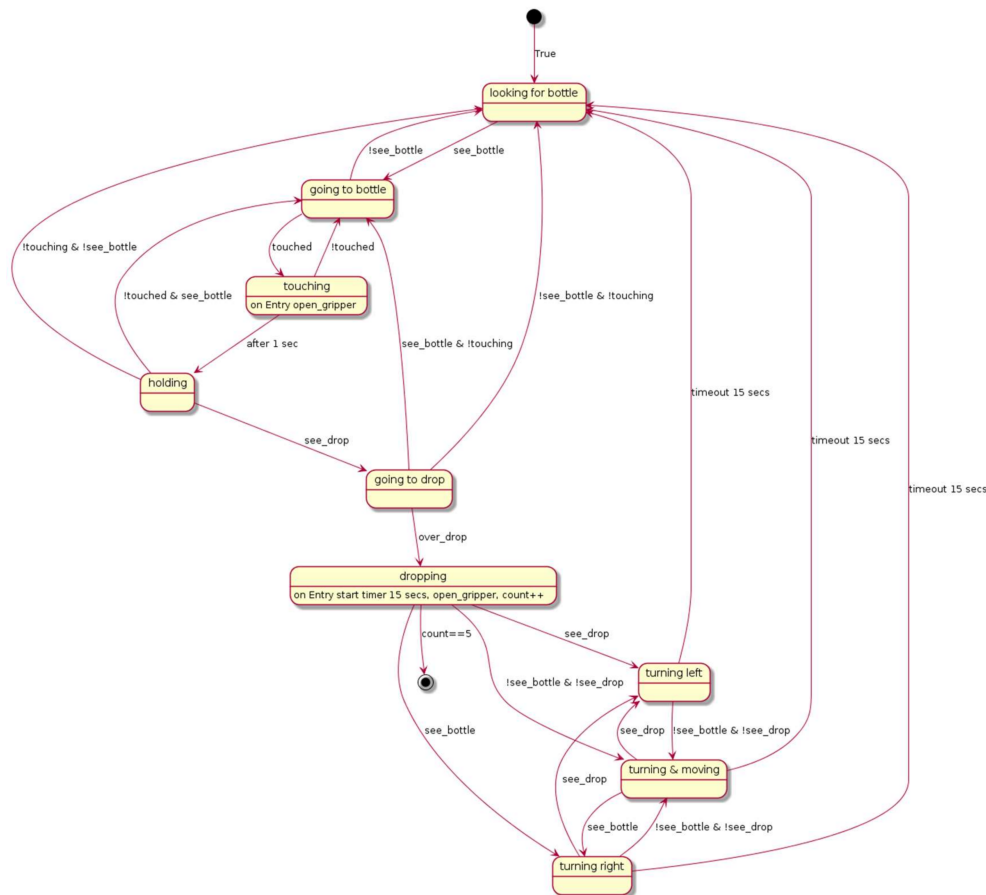 True
looking for bottle
!see_bottle
see_bottle
going to bottle
!touching & !see_bottle
touched
!touched
!touched & see_bottle
touching
on Entry open_gripper
!see_bottle & !touching
after 1 sec
see_bottle & !touching
holding
timeout 15 secs
see_drop
timeout 15 secs
going to drop
timeout 15 secs
over_drop
dropping
on Entry start timer 15 secs, open_gripper, count++
count==5
see_drop
turning left
!see_bottle & !see_drop
see_bottle
see_drop
!see_bottle & !see_drop
turning & moving
see_drop
see_bottle
!see_bottle & !see_drop
turning right